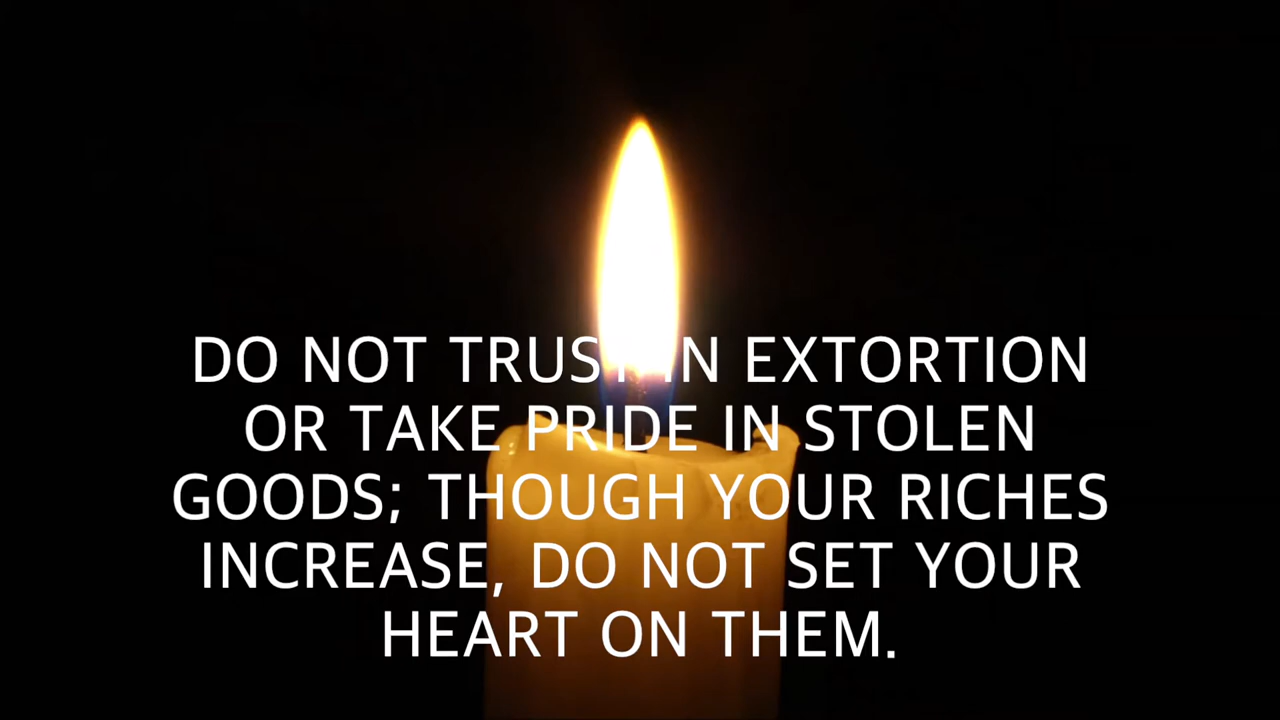 DO NOT TRUST IN EXTORTION
OR TAKE PRIDE IN STOLEN
GOODS; THOUGH YOUR RICHES
INCREASE, DO NOT SET YOUR
HEART ON THEM.